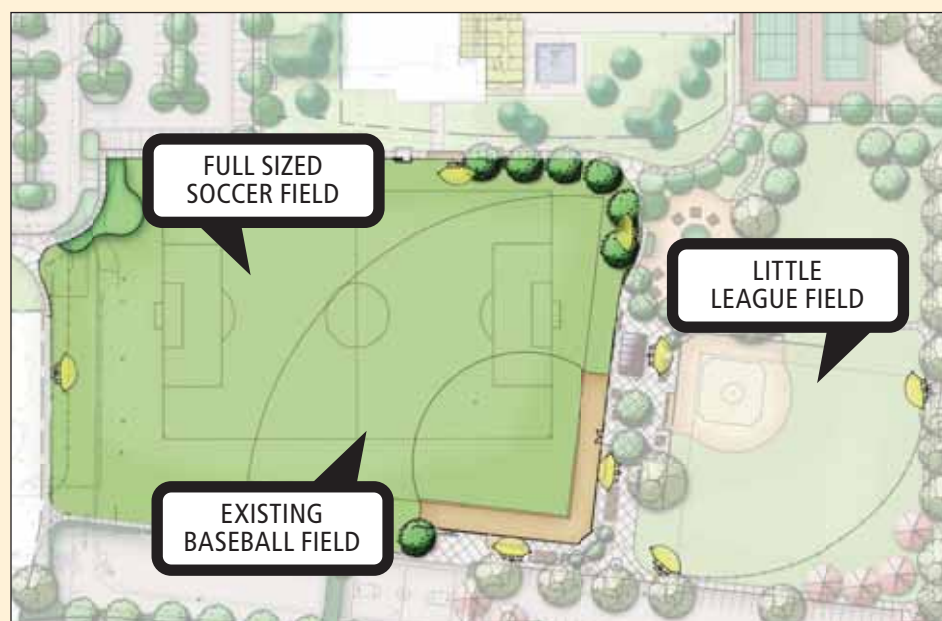 FULL SIZED
SOCCER FIELD
LITTLE
LEAGUE FIELD
EXISTING
BASEBALL FIELD